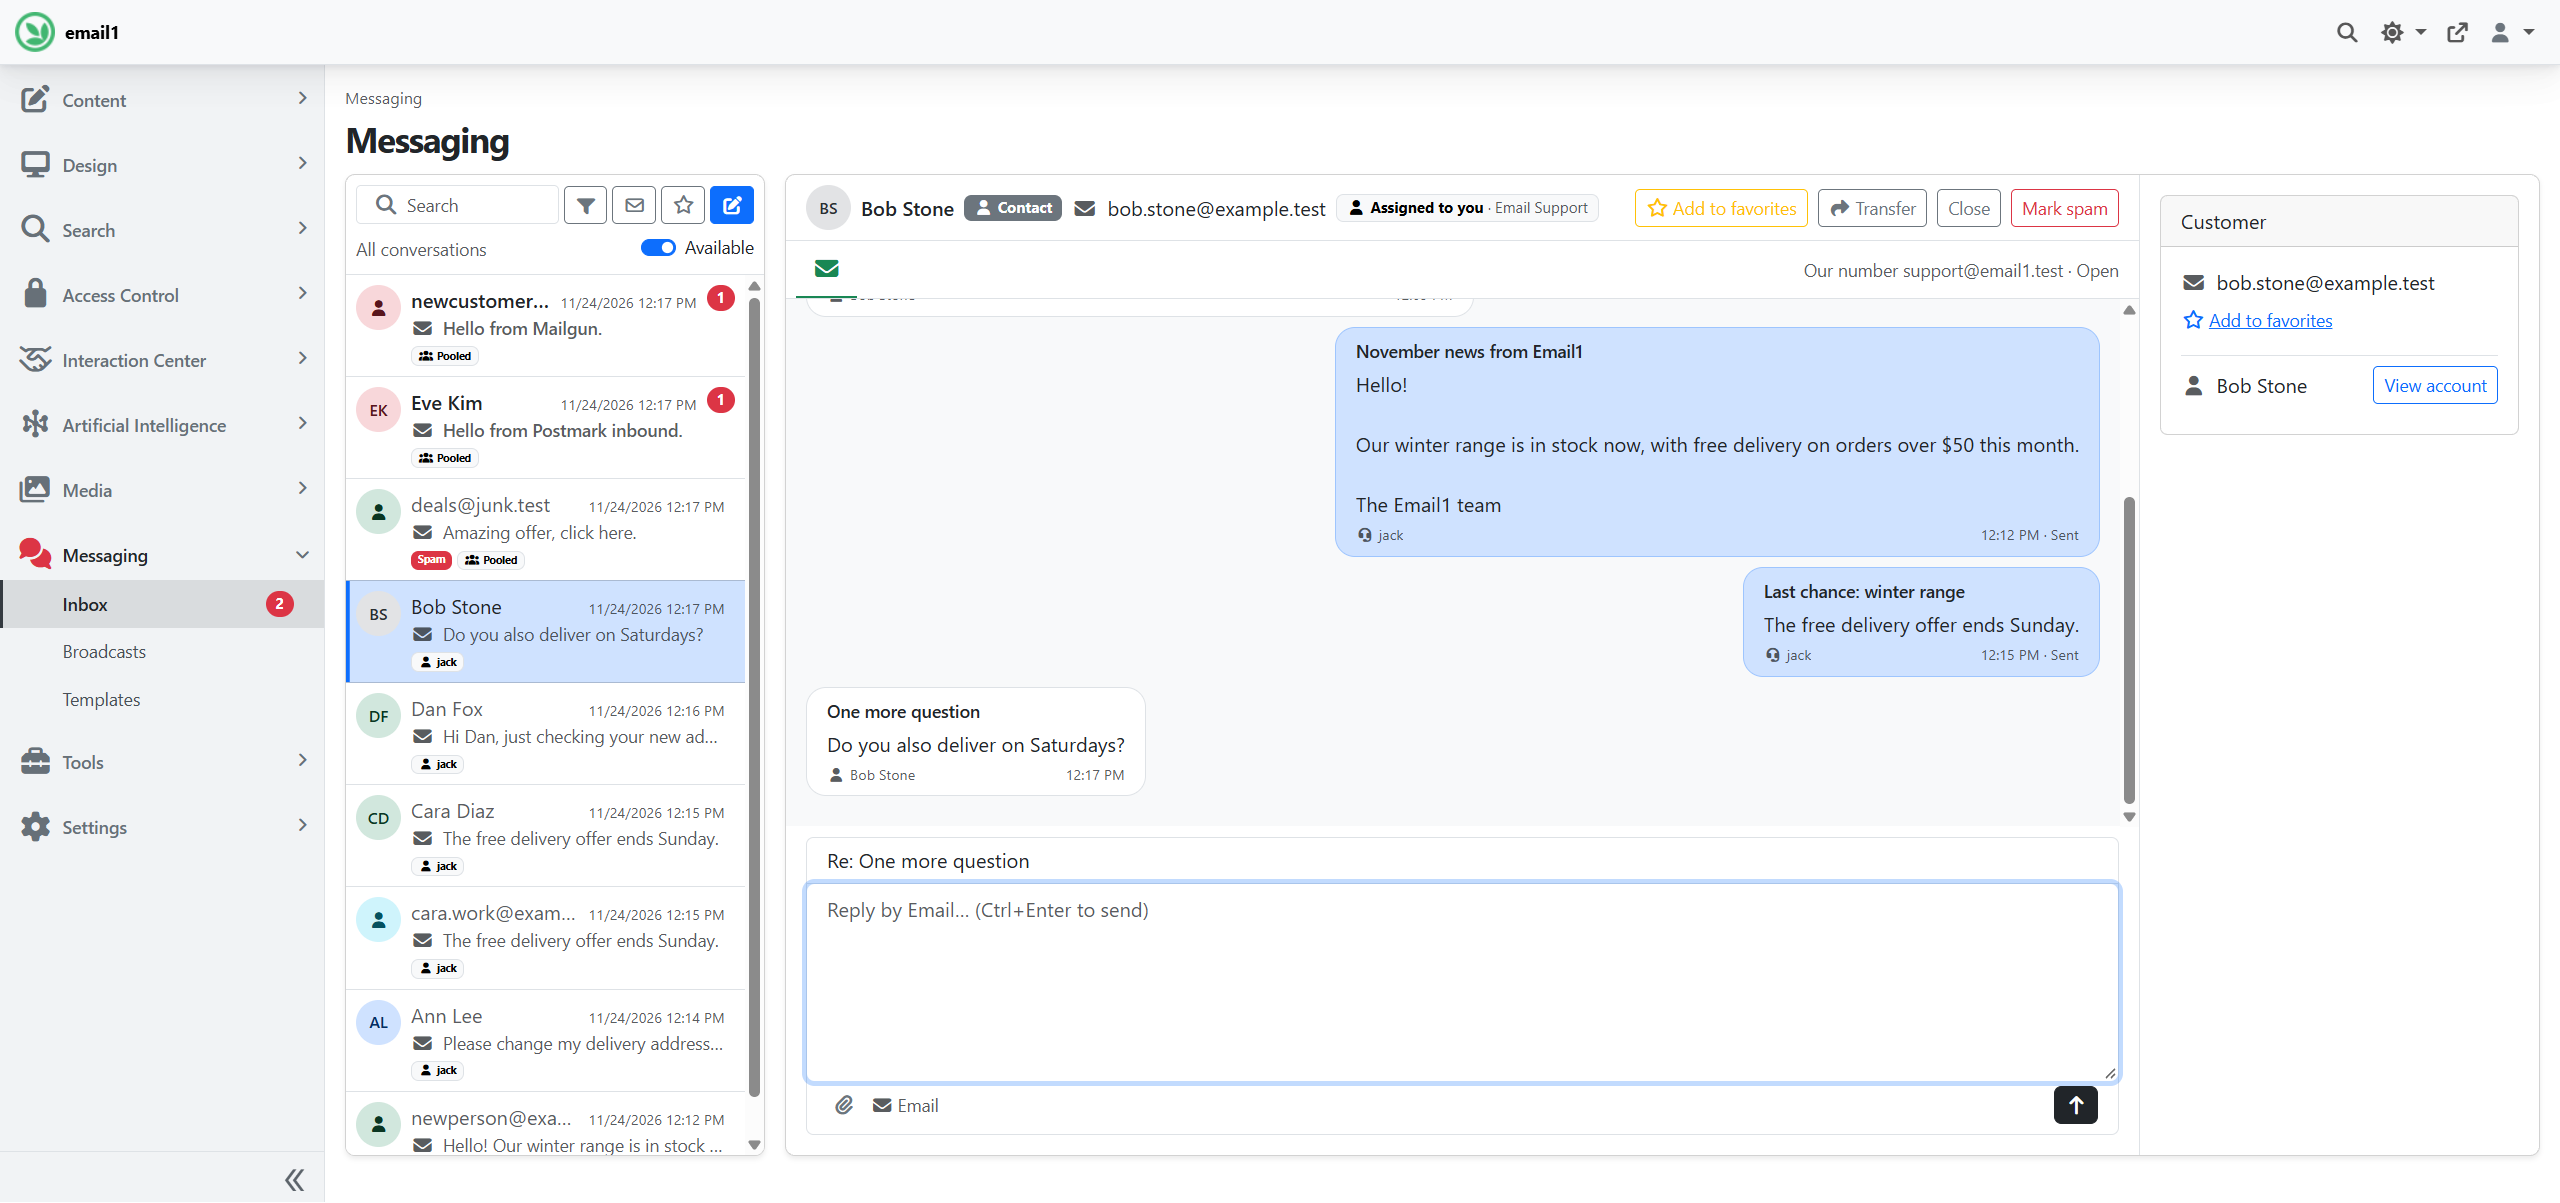 email1
Content
Design
Search
Access Control
Interaction Center
Artificial Intelligence
Media
Messaging
Inbox 2
Broadcasts
Templates
Tools
Settings
Messaging
Messaging
Search
All conversations Available
newcustomer... 11/24/2026 12:17 PM 1
Hello from Mailgun.
Pooled
EK Eve Kim 11/24/2026 12:17 PM 1
Hello from Postmark inbound.
Pooled
deals@junk.test 11/24/2026 12:17 PM
Amazing offer, click here.
Spam Pooled
BS Bob Stone 11/24/2026 12:17 PM
Do you also deliver on Saturdays?
jack
DF Dan Fox 11/24/2026 12:16 PM
Hi Dan, just checking your new ad...
jack
CD Cara Diaz 11/24/2026 12:15 PM
The free delivery offer ends Sunday.
jack
cara.work@exam... 11/24/2026 12:15 PM
The free delivery offer ends Sunday.
jack
AL Ann Lee 11/24/2026 12:14 PM
Please change my delivery address...
jack
newperson@exa... 11/24/2026 12:12 PM
Hello! Our winter range is in stock ...
BS Bob Stone Contact bob.stone@example.test Assigned to you · Email Support Add to favorites Transfer Close Mark spam
Our number support@email1.test · Open
November news from Email1
Hello!
Our winter range is in stock now, with free delivery on orders over $50 this month.
The Email1 team
jack 12:12 PM · Sent
Last chance: winter range
The free delivery offer ends Sunday.
jack 12:15 PM · Sent
One more question
Do you also deliver on Saturdays?
Bob Stone 12:17 PM
Re: One more question
Reply by Email... (Ctrl+Enter to send)
Email
Customer
bob.stone@example.test
Add to favorites
Bob Stone View account